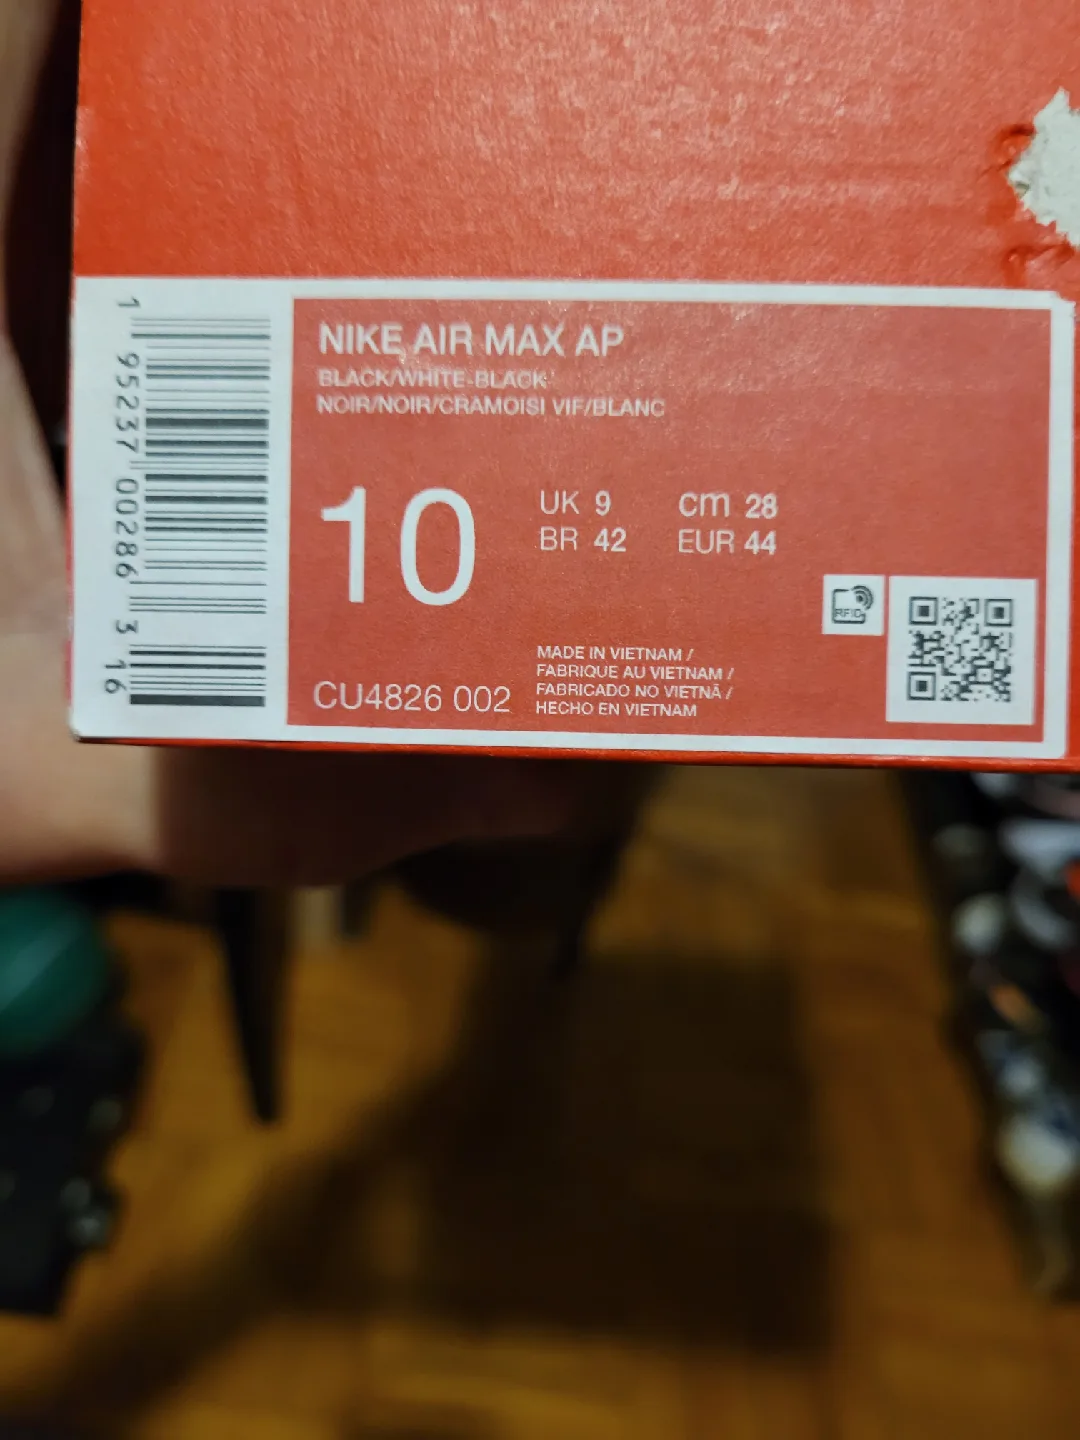 1 95237 00286 3 16
NIKE AIR MAX AP
BLACK/WHITE-BLACK
NOIR/NOIR/CRAMOISI VIF/BLANC
10
UK 9 cm 28
BR 42 EUR 44
RFID
CU4826 002
MADE IN VIETNAM /
FABRIQUE AU VIETNAM /
FABRICADO NO VIETNÃ /
HECHO EN VIETNAM